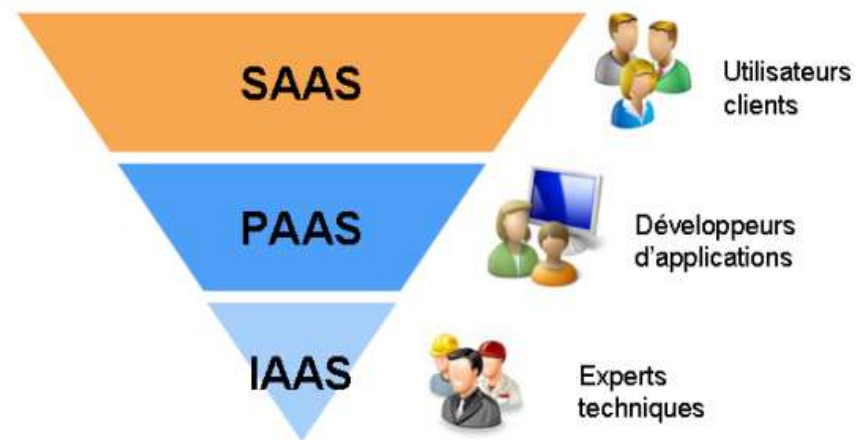 SAAS
Utilisateurs
clients
PAAS
Développeurs
d'applications
IAAS
Experts
techniques